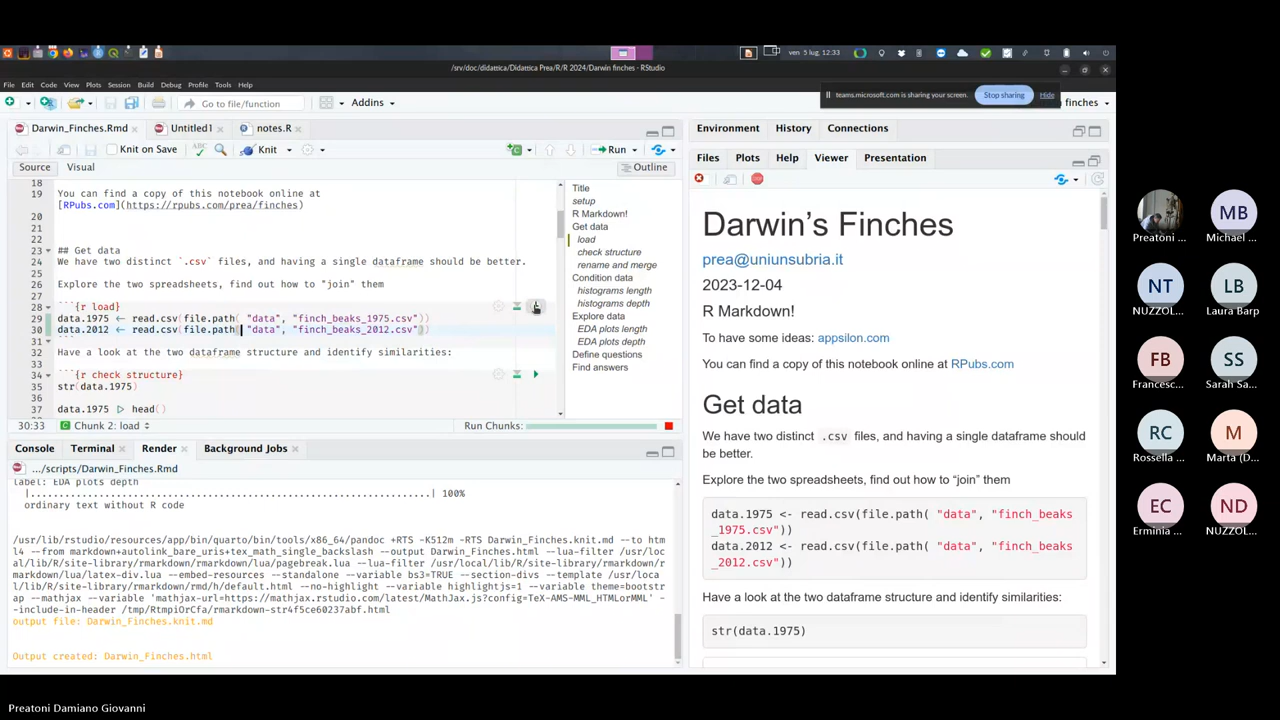 ven 5 lug, 12:33
/srv/doc/didattica/Didattica Prea/R/R 2024/Darwin finches - RStudio
File Edit Code View Plots Session Build Debug Profile Tools Help
Go to file/function
Addins
teams.microsoft.com is sharing your screen. Stop sharing Hide
finches
Darwin_Finches.Rmd
Untitled1
notes.R
Knit on Save
Knit
Run
Source Visual
Outline
18
19 You can find a copy of this notebook online at
[RPubs.com](https://rpubs.com/prea/finches)
20
21
22
23 ## Get data
24 We have two distinct `.csv` files, and having a single dataframe should be better.
25
26 Explore the two spreadsheets, find out how to "join" them
27
28 ```{r load}
29 data.1975 ← read.csv(file.path( "data", "finch_beaks_1975.csv"))
30 data.2012 ← read.csv(file.path( "data", "finch_beaks_2012.csv"))
31 ```
32 Have a look at the two dataframe structure and identify similarities:
33
34 ```{r check structure}
35 str(data.1975)
36
37 data.1975 ▷ head()
30:33 Chunk 2: load
Run Chunks:
Title
setup
R Markdown!
Get data
load
check structure
rename and merge
Condition data
histograms length
histograms depth
Explore data
EDA plots length
EDA plots depth
Define questions
Find answers
Console Terminal Render Background Jobs
.../scripts/Darwin_Finches.Rmd
label: EDA plots depth
|.....................................................................| 100%
ordinary text without R code
/usr/lib/rstudio/resources/app/bin/quarto/bin/tools/x86_64/pandoc +RTS -K512m -RTS Darwin_Finches.knit.md --to ht
ml4 --from markdown+autolink_bare_uris+tex_math_single_backslash --output Darwin_Finches.html --lua-filter /usr/loc
al/lib/R/site-library/rmarkdown/rmarkdown/lua/pagebreak.lua --lua-filter /usr/local/lib/R/site-library/rmarkdown/r
markdown/lua/latex-div.lua --embed-resources --standalone --variable bs3=TRUE --section-divs --template /usr/loca
l/lib/R/site-library/rmarkdown/rmd/h/default.html --no-highlight --variable highlightjs=1 --variable theme=bootstr
ap --mathjax --variable 'mathjax-url=https://mathjax.rstudio.com/latest/MathJax.js?config=TeX-AMS-MML_HTMLorMML' -
-include-in-header /tmp/RtmpiOrCfa/rmarkdown-str4f5ce60237abf.html
output file: Darwin_Finches.knit.md
Output created: Darwin_Finches.html
Environment History Connections
Files Plots Help Viewer Presentation
Darwin’s Finches
prea@uniunsubria.it
2023-12-04
R Markdown!
To have some ideas: appsilon.com
You can find a copy of this notebook online at RPubs.com
Get data
We have two distinct .csv files, and having a single dataframe should
be better.
Explore the two spreadsheets, find out how to “join” them
data.1975 <- read.csv(file.path( "data", "finch_beaks
_1975.csv"))
data.2012 <- read.csv(file.path( "data", "finch_beaks
_2012.csv"))
Have a look at the two dataframe structure and identify similarities:
str(data.1975)
Preatoni ...
MB
Michael ...
NT
NUZZOL...
LB
Laura Barp
FB
Francesc...
SS
Sarah Sa...
RC
Rossella ...
M
Marta (D...
EC
Erminia ...
ND
NUZZOL...
Preatoni Damiano Giovanni